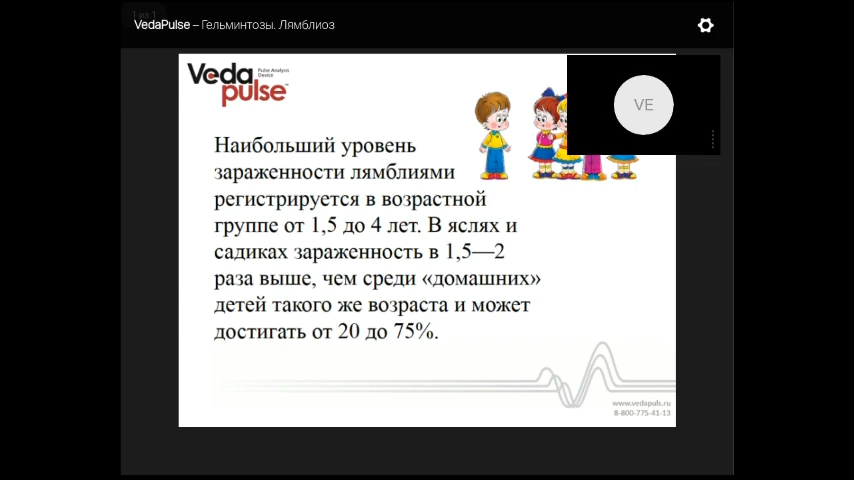 VedaPulse – Гельминтозы. Лямблиоз
Veda
Pulse Analysis
Device
pulse™
VE
Наибольший уровень
зараженности лямблиями
регистрируется в возрастной
группе от 1,5 до 4 лет. В яслях и
садиках зараженность в 1,5—2
раза выше, чем среди «домашних»
детей такого же возраста и может
достигать от 20 до 75%.
www.vedapuls.ru
8-800-775-41-13